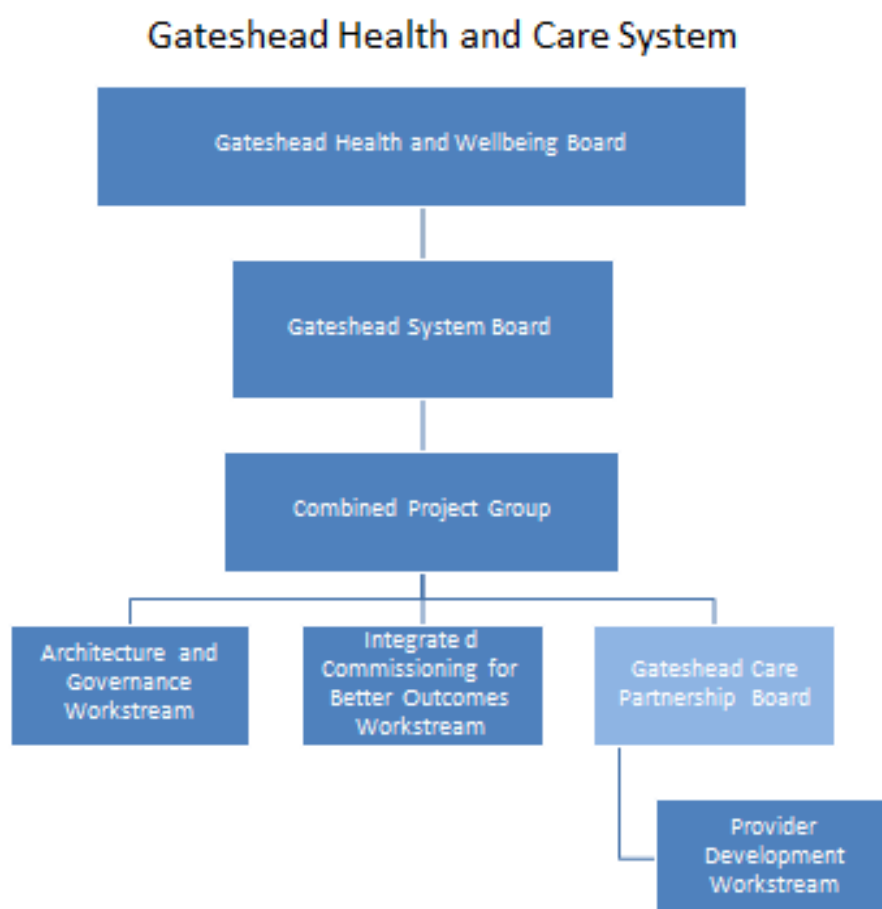 Gateshead Health and Care System
Gateshead Health and Wellbeing Board
Gateshead System Board
Combined Project Group
Architecture and
Governance
Workstream
Integrated
Commissioning for
Better Outcomes
Workstream
Gateshead Care
Partnership Board
Provider
Development
Workstream